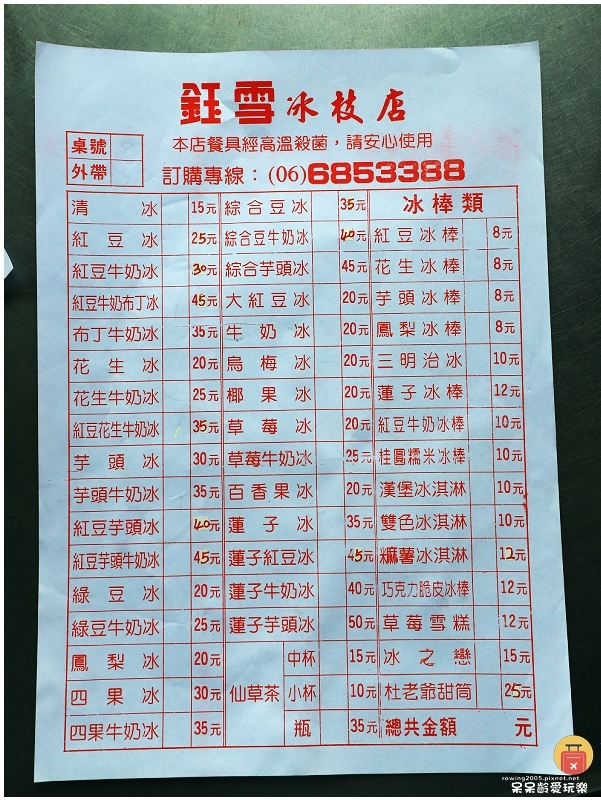 鈺雪冰枝店
本店餐具經高溫殺菌，請安心使用
桌號
外帶
訂購專線：(06)6853388
清冰 15元 綜合豆冰 35元 冰棒類
紅豆冰 25元 綜合豆牛奶冰 40元 紅豆冰棒 8元
紅豆牛奶冰 30元 綜合芋頭冰 45元 花生冰棒 8元
紅豆牛奶布丁冰 45元 大紅豆冰 20元 芋頭冰棒 8元
布丁牛奶冰 35元 牛奶冰 20元 鳳梨冰棒 8元
花生冰 20元 烏梅冰 20元 三明治冰 10元
花生牛奶冰 25元 椰果冰 20元 蓮子冰棒 12元
紅豆花生牛奶冰 35元 草莓冰 20元 紅豆牛奶冰棒 10元
芋頭冰 30元 草莓牛奶冰 25元 桂圓糯米冰棒 10元
芋頭牛奶冰 35元 百香果冰 20元 漢堡冰淇淋 10元
紅豆芋頭冰 40元 蓮子冰 35元 雙色冰淇淋 10元
紅豆芋頭牛奶冰 45元 蓮子紅豆冰 45元 麻薯冰淇淋 12元
綠豆冰 20元 蓮子牛奶冰 40元 巧克力脆皮冰棒 12元
綠豆牛奶冰 25元 蓮子芋頭冰 50元 草莓雪糕 12元
鳳梨冰 20元 仙草茶 中杯 15元 冰之戀 15元
四果冰 30元 小杯 10元 杜老爺甜筒 25元
四果牛奶冰 35元 瓶 35元 總共金額 元
rowing2005.pixnet.net
呆呆齡愛玩樂